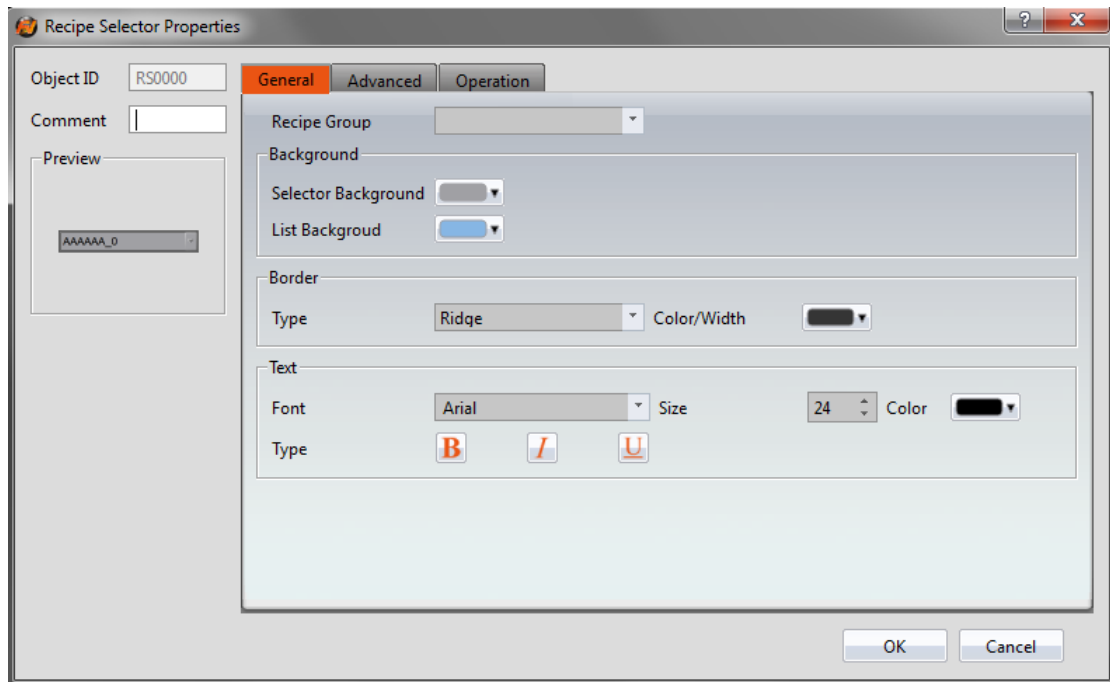 Recipe Selector Properties
?
X
Object ID RS0000
Comment
Preview
AAAAAA_0
General Advanced Operation
Recipe Group
Background
Selector Background
List Backgroud
Border
Type Ridge Color/Width
Text
Font Arial Size 24 Color
Type B I U
OK Cancel